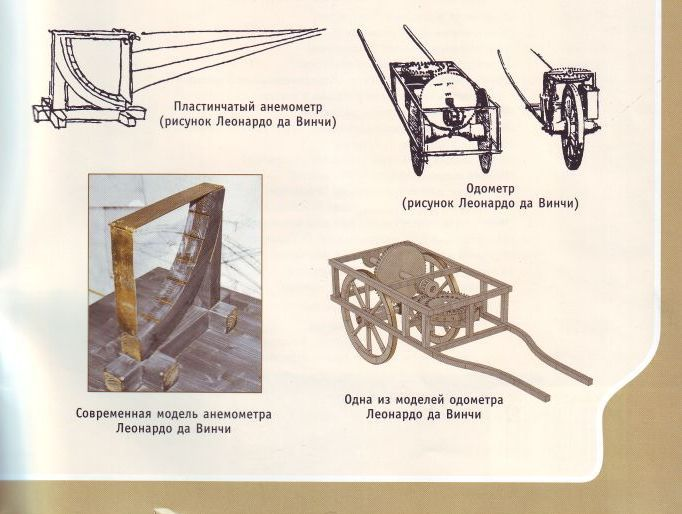 Пластинчатый анемометр
(рисунок Леонардо да Винчи)
Одометр
(рисунок Леонардо да Винчи)
Современная модель анемометра
Леонардо да Винчи
Одна из моделей одометра
Леонардо да Винчи